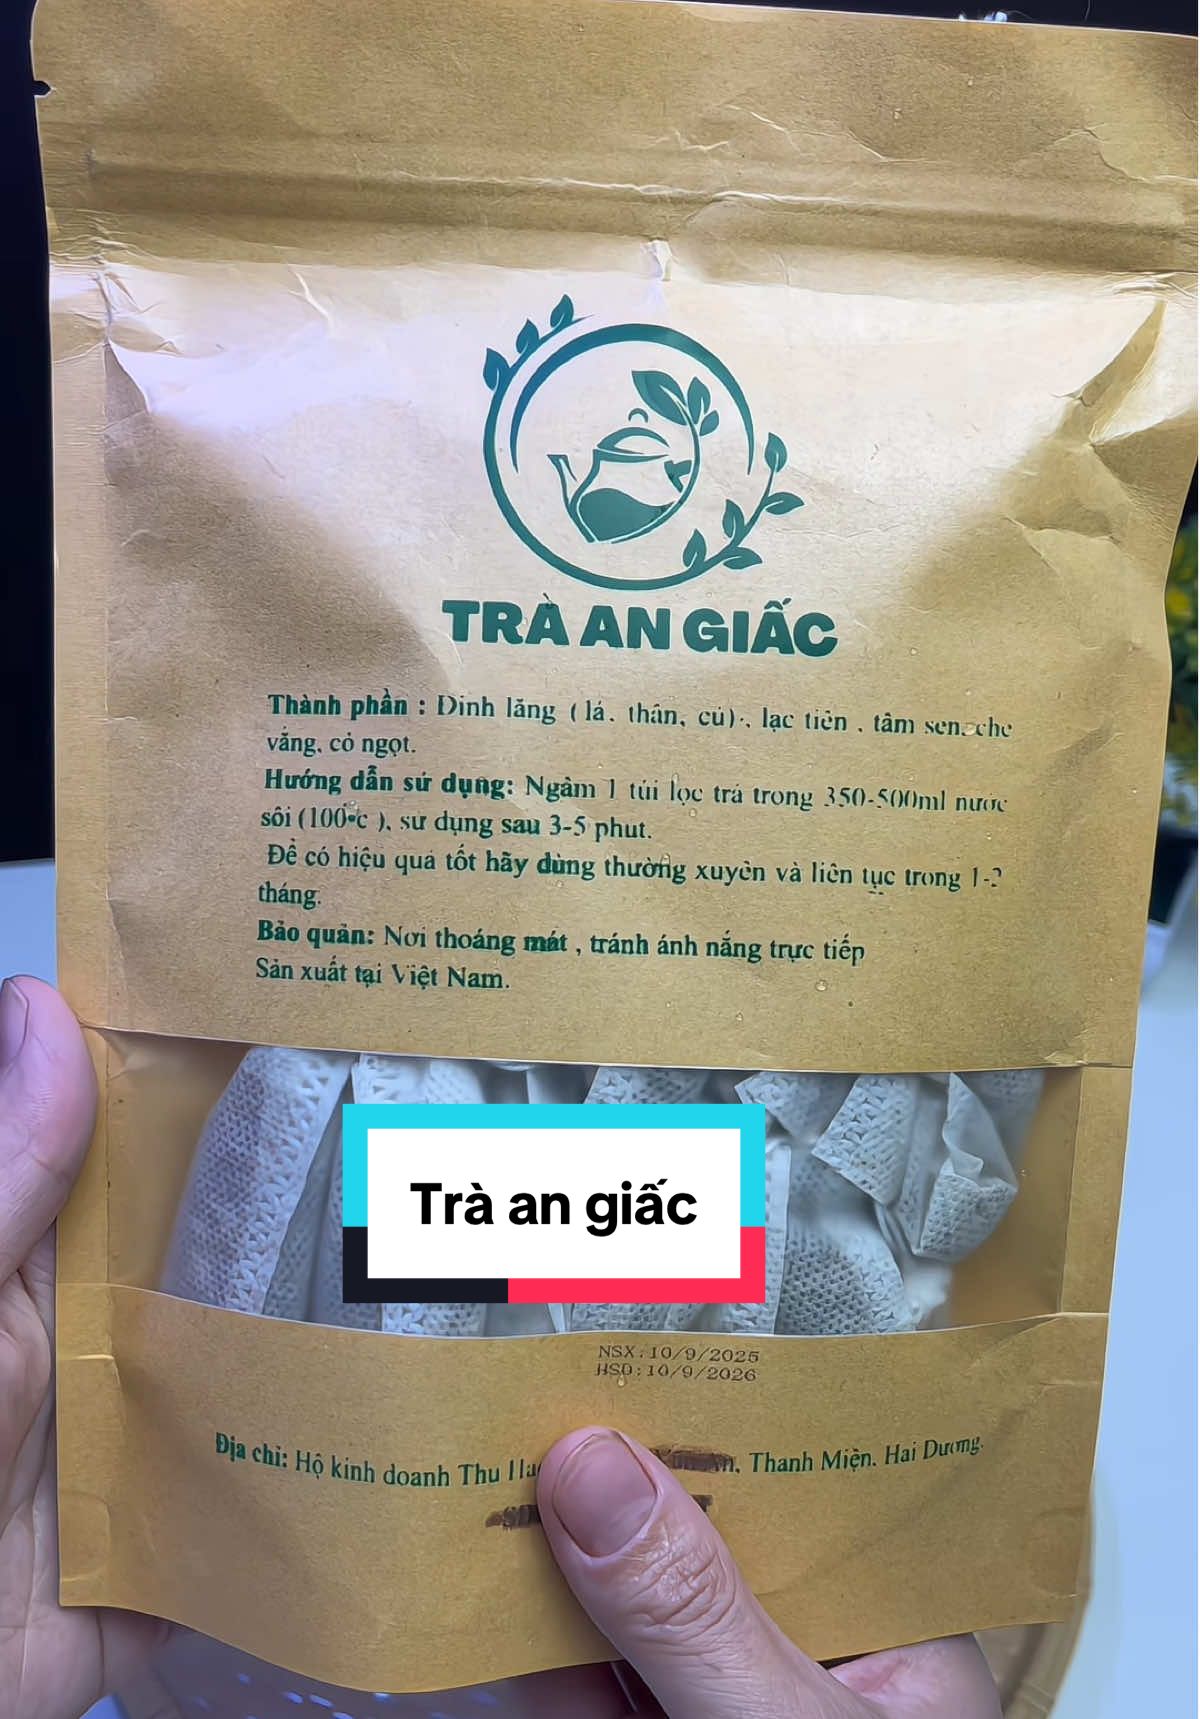 TRÀ AN GIẤC
Thành phần : Đinh lăng ( lá, thân, củ)., lạc tiên , tâm sen, chè
vằng, cỏ ngọt.
Hướng dẫn sử dụng: Ngâm 1 túi lọc trà trong 350-500ml nước
sôi (100°c ), sử dụng sau 3-5 phut.
Để có hiệu quả tốt hãy dùng thường xuyên và liên tục trong 1-2
tháng.
Bảo quản: Nơi thoáng mát , tránh ánh nắng trực tiếp
Sản xuất tại Việt Nam.
Trà an giấc
NSX:10/9/2025
HSD:10/9/2026
Địa chỉ: Hộ kinh doanh Thu , Thanh Miện. Hai Dương.